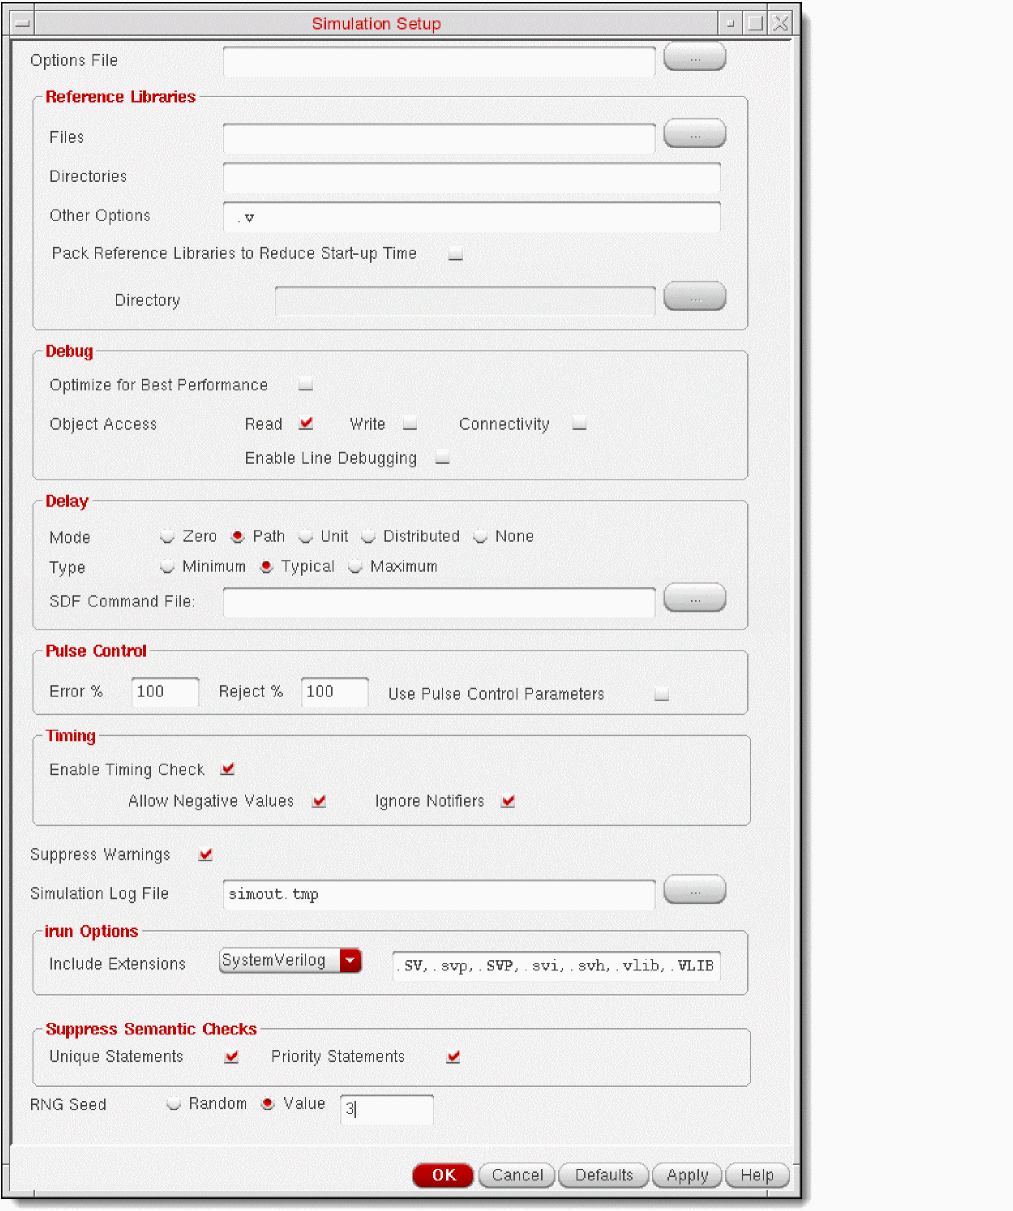 Simulation Setup
Options File ...
Reference Libraries
Files ...
Directories
Other Options .v
Pack Reference Libraries to Reduce Start-up Time
Directory ...
Debug
Optimize for Best Performance
Object Access Read Write Connectivity
Enable Line Debugging
Delay
Mode Zero Path Unit Distributed None
Type Minimum Typical Maximum
SDF Command File: ...
Pulse Control
Error % 100 Reject % 100 Use Pulse Control Parameters
Timing
Enable Timing Check
Allow Negative Values Ignore Notifiers
Suppress Warnings
Simulation Log File simout.tmp ...
irun Options
Include Extensions SystemVerilog .SV,.svp,.SVP,.svi,.svh,.vlib,.VLIB
Suppress Semantic Checks
Unique Statements Priority Statements
RNG Seed Random Value 3
OK Cancel Defaults Apply Help